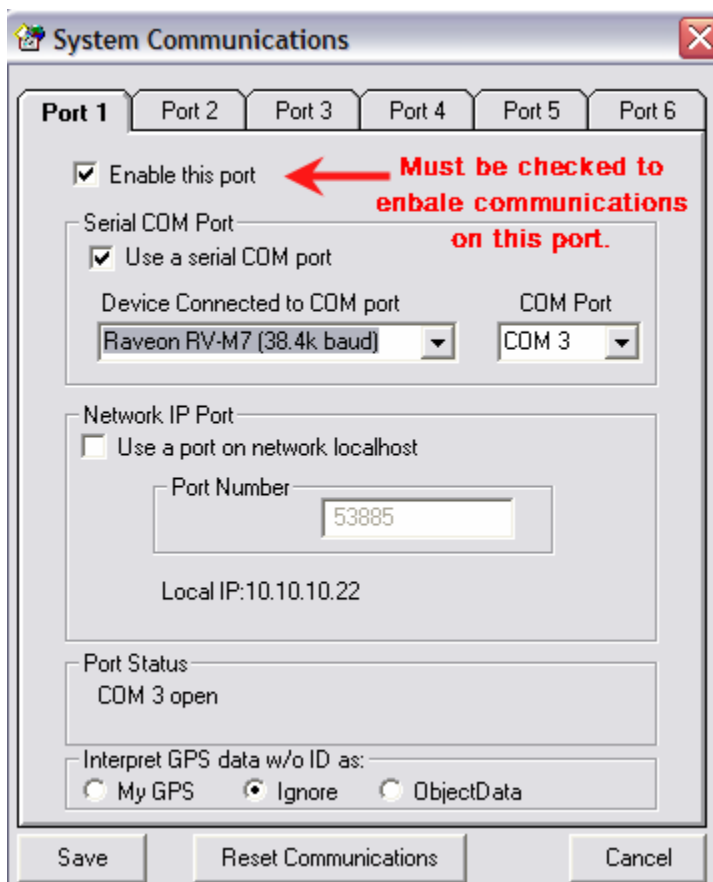 System Communications
Port 1 Port 2 Port 3 Port 4 Port 5 Port 6
Enable this port
Must be checked to
enbale communications
on this port.
Serial COM Port
Use a serial COM port
Device Connected to COM port COM Port
Raveon RV-M7 (38.4k baud) COM 3
Network IP Port
Use a port on network localhost
Port Number
53885
Local IP:10.10.10.22
Port Status
COM 3 open
Interpret GPS data w/o ID as:
My GPS Ignore ObjectData
Save Reset Communications Cancel